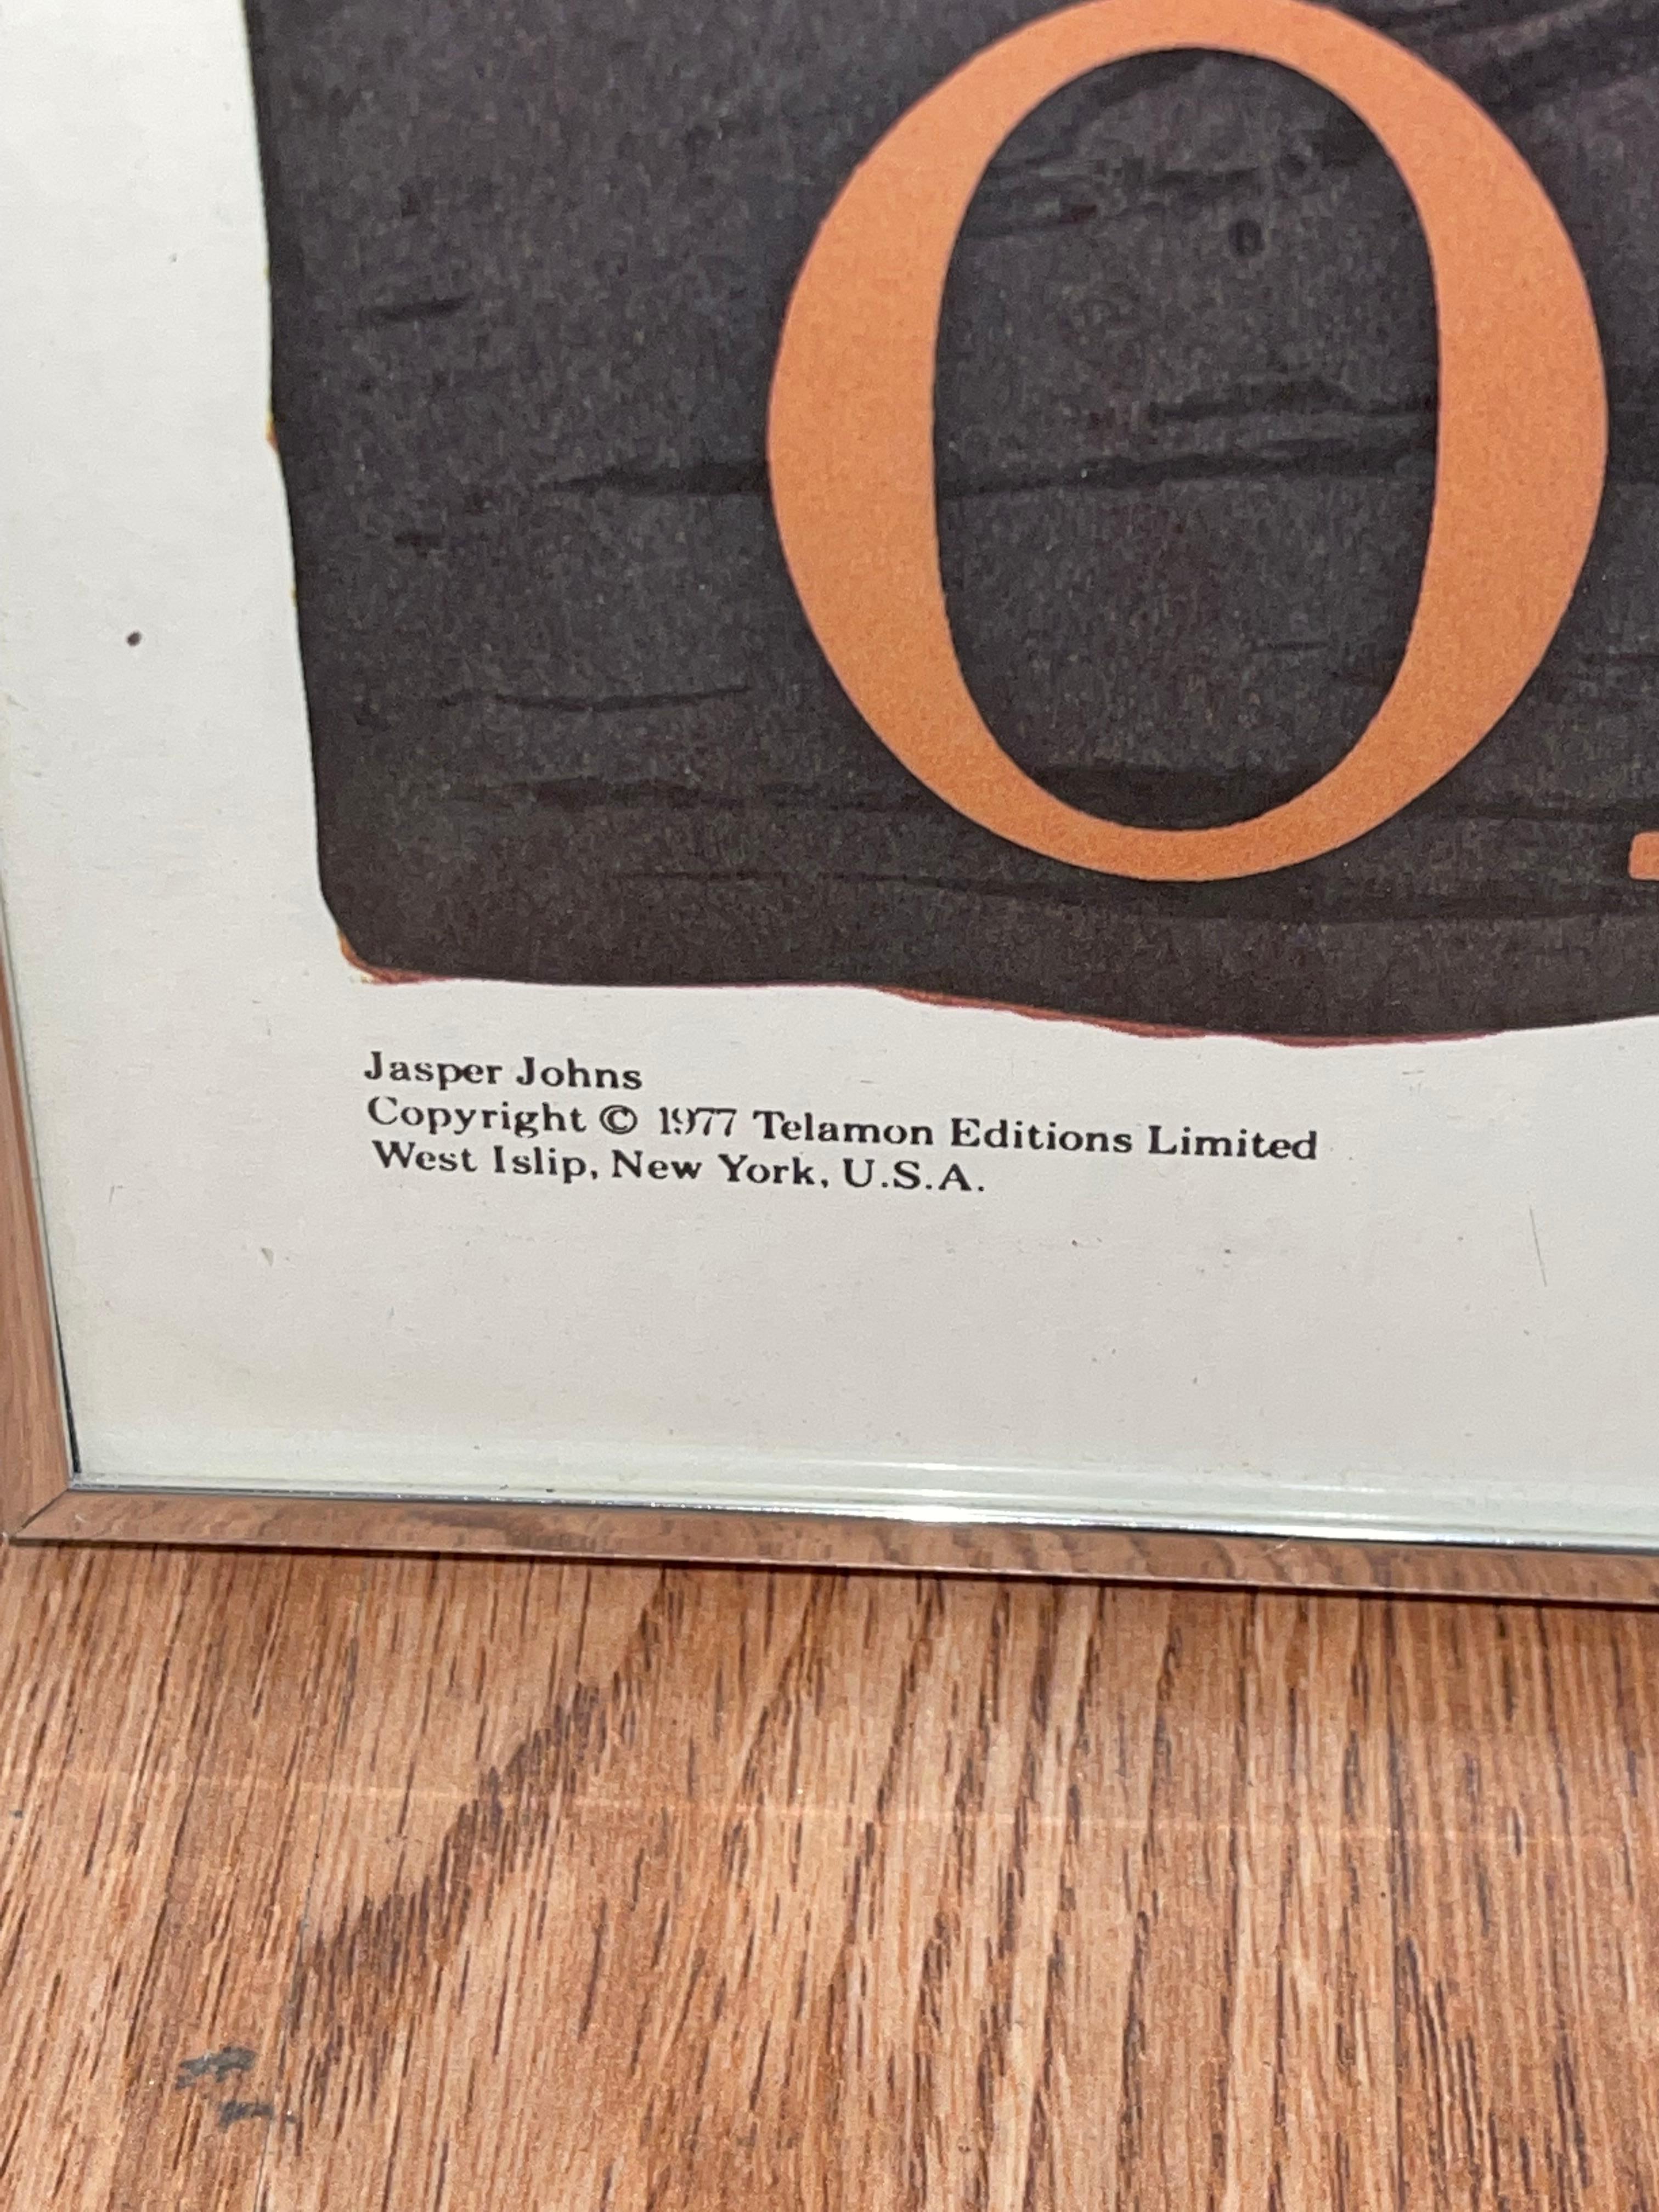 O
Jasper Johns
Copyright © 1977 Telamon Editions Limited
West Islip, New York, U.S.A.